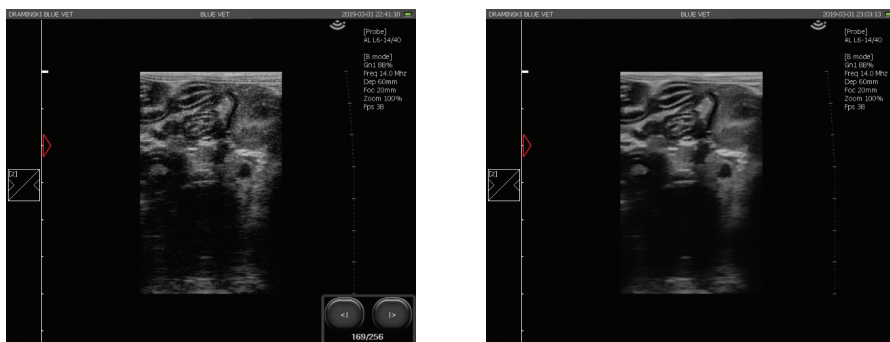 DRAMINSKI BLUE VET BLUE VET 2019-03-01 22:41:10
[Probe]
AL L6-14/40
[B mode]
Gn1 88%
Freq 14.0 Mhz
Dep 60mm
Foc 20mm
Zoom 100%
Fps 38
[2]
<| |>
169/256
DRAMINSKI BLUE VET BLUE VET 2019-03-01 23:03:13
[Probe]
AL L6-14/40
[B mode]
Gn1 88%
Freq 14.0 Mhz
Dep 60mm
Foc 20mm
Zoom 100%
Fps 38
[2]